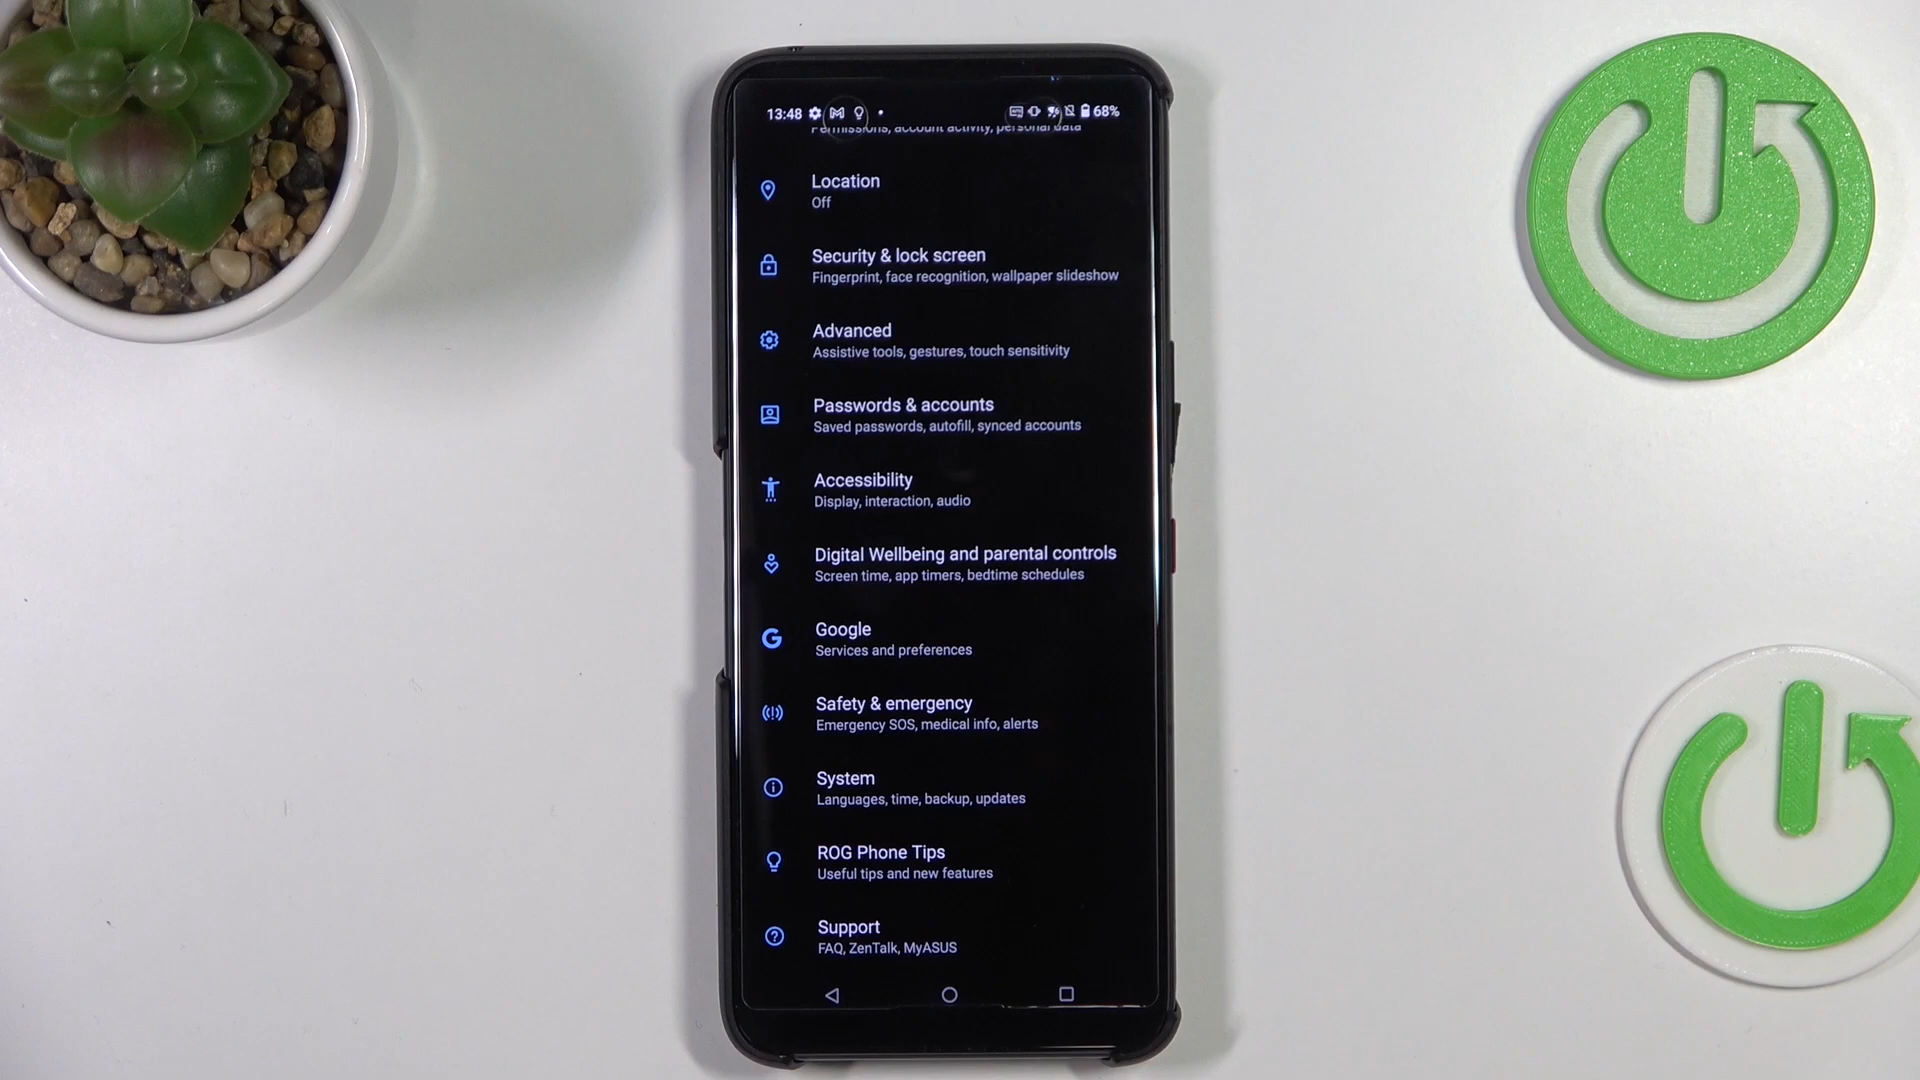 13:48 68%
Permissions, account activity, personal data
Location
Off
Security & lock screen
Fingerprint, face recognition, wallpaper slideshow
Advanced
Assistive tools, gestures, touch sensitivity
Passwords & accounts
Saved passwords, autofill, synced accounts
Accessibility
Display, interaction, audio
Digital Wellbeing and parental controls
Screen time, app timers, bedtime schedules
Google
Services and preferences
Safety & emergency
Emergency SOS, medical info, alerts
System
Languages, time, backup, updates
ROG Phone Tips
Useful tips and new features
Support
FAQ, ZenTalk, MyASUS